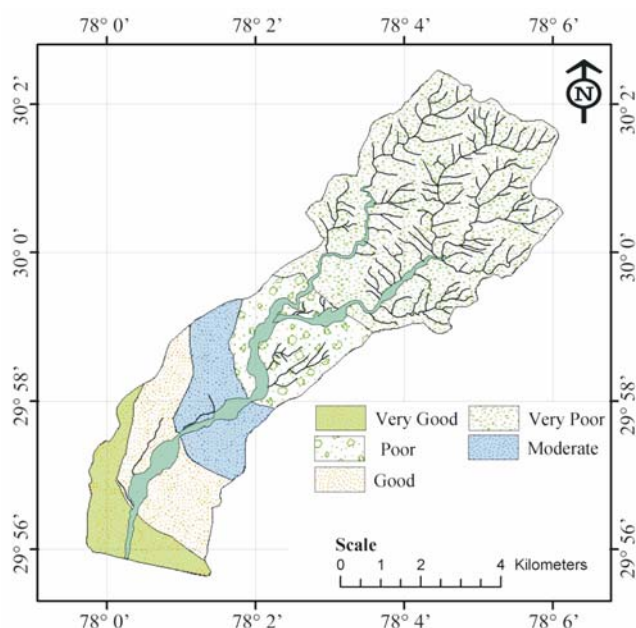 78° 0’ 78° 2’ 78° 4’ 78° 6’
N
30° 2’ 30° 2’
30° 0’ 30° 0’
29° 58’ 29° 58’
Very Good Very Poor
Poor Moderate
Good
29° 56’ 29° 56’
Scale
0 1 2 4 Kilometers
78° 0’ 78° 2’ 78° 4’ 78° 6’